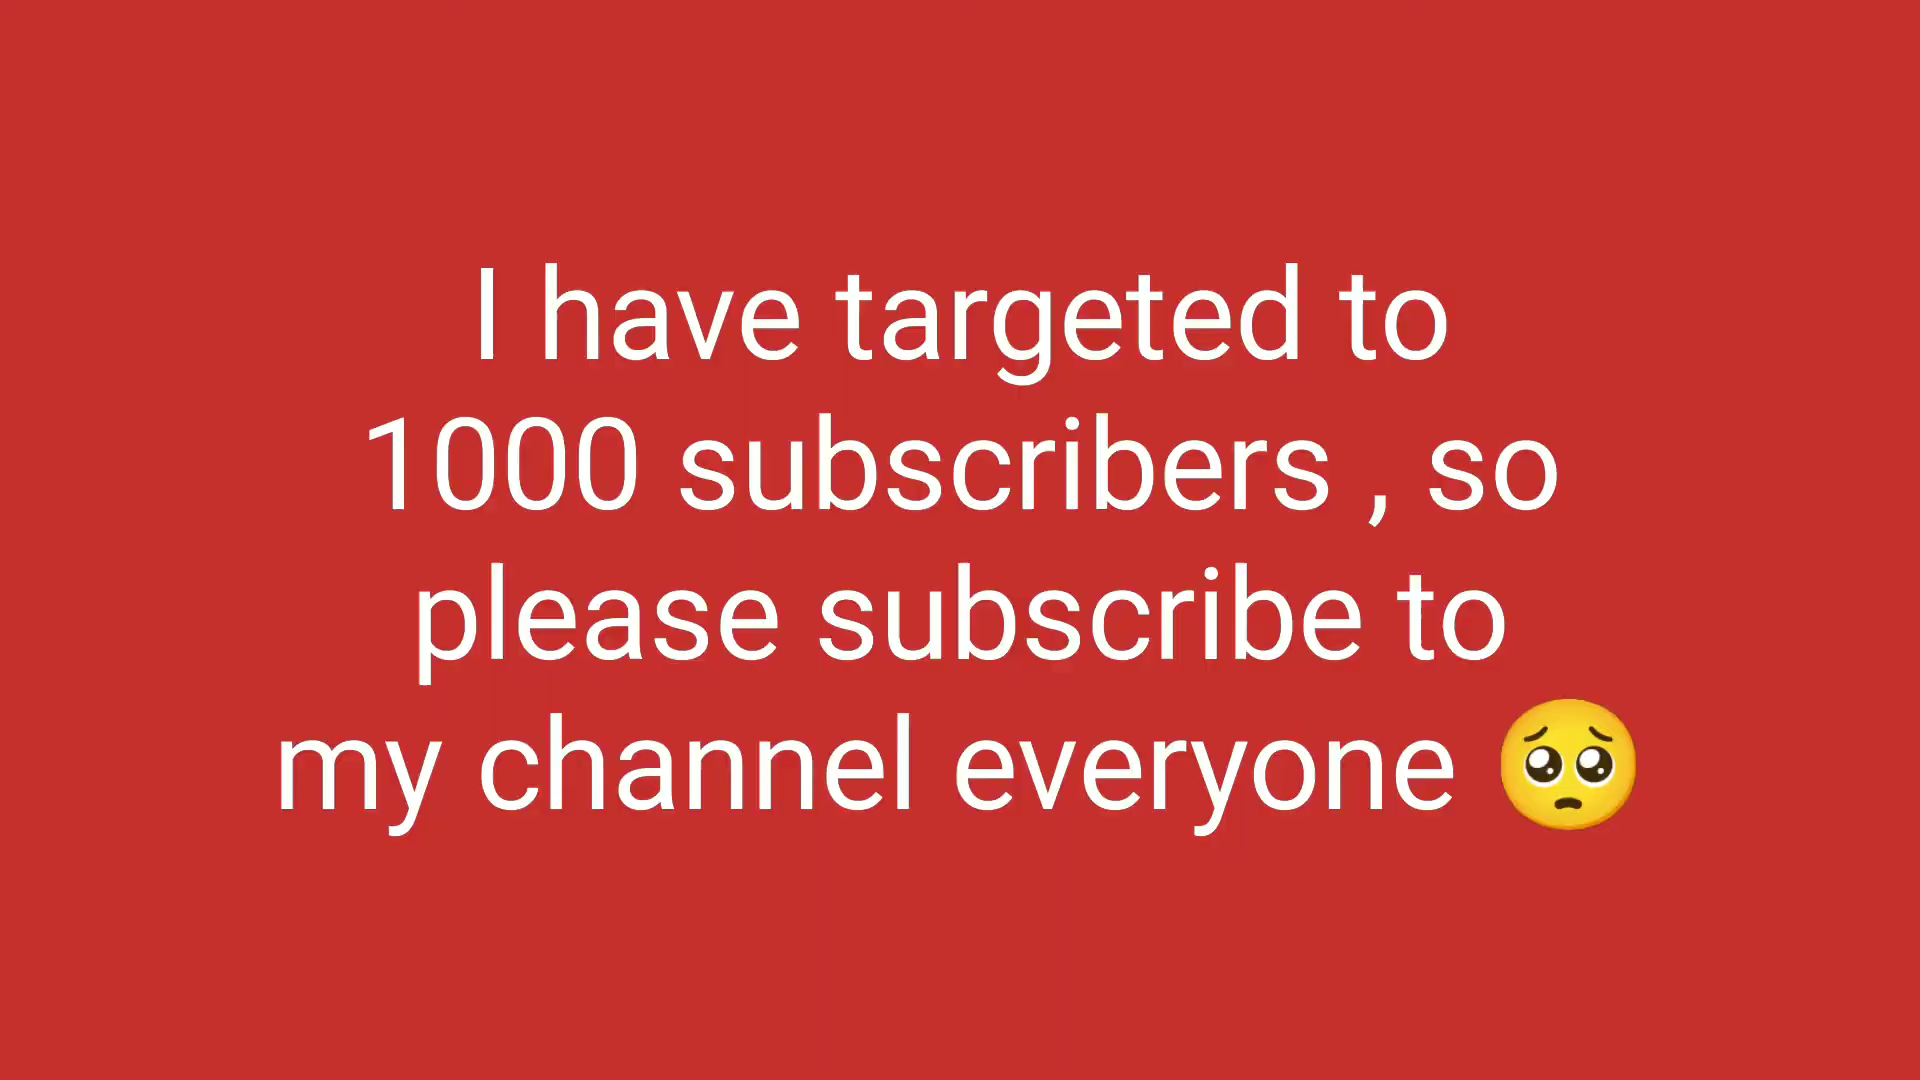 I have targeted to
1000 subscribers , so
please subscribe to
my channel everyone 🥺